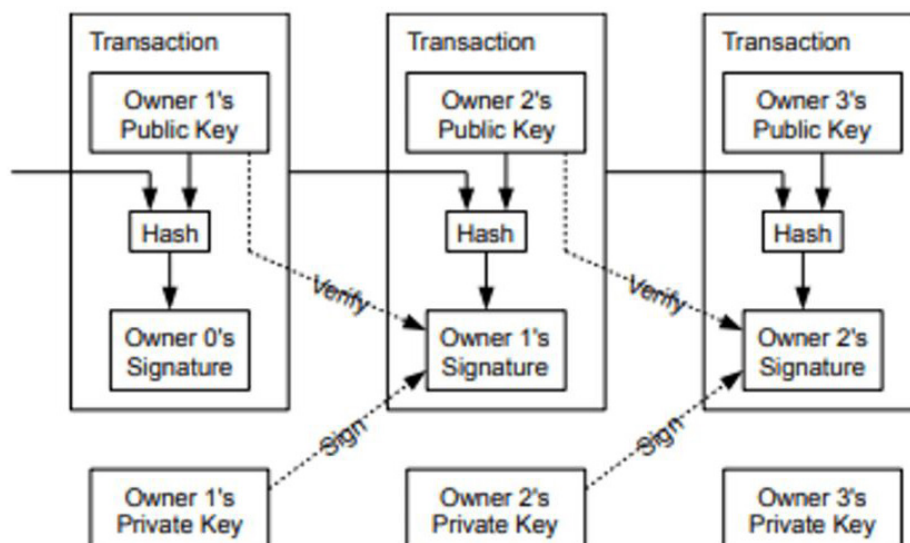 Transaction
Owner 1's
Public Key
Hash
Owner 0's
Signature
Transaction
Owner 2's
Public Key
Hash
Verify
Owner 1's
Signature
Transaction
Owner 3's
Public Key
Hash
Verify
Owner 2's
Signature
Sign
Sign
Owner 1's
Private Key
Owner 2's
Private Key
Owner 3's
Private Key